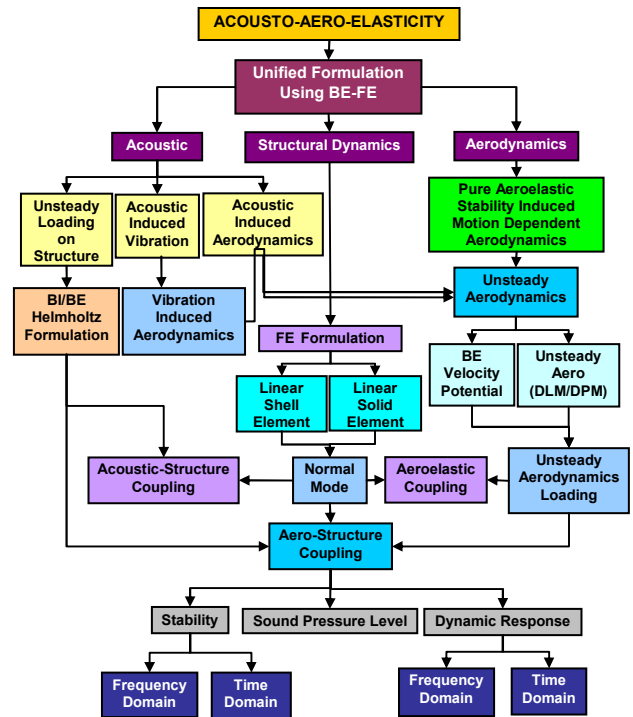 ACOUSTO-AERO-ELASTICITY
Unified Formulation
Using BE-FE
Acoustic
Structural Dynamics
Aerodynamics
Unsteady
Loading
on
Structure
Acoustic
Induced
Vibration
Acoustic
Induced
Aerodynamics
Pure Aeroelastic
Stability Induced
Motion Dependent
Aerodynamics
BI/BE
Helmholtz
Formulation
Vibration
Induced
Aerodynamics
Unsteady
Aerodynamics
FE Formulation
BE
Velocity
Potential
Unsteady
Aero
(DLM/DPM)
Linear
Shell
Element
Linear
Solid
Element
Acoustic-Structure
Coupling
Normal
Mode
Aeroelastic
Coupling
Unsteady
Aerodynamics
Loading
Aero-Structure
Coupling
Stability
Sound Pressure Level
Dynamic Response
Frequency
Domain
Time
Domain
Frequency
Domain
Time
Domain